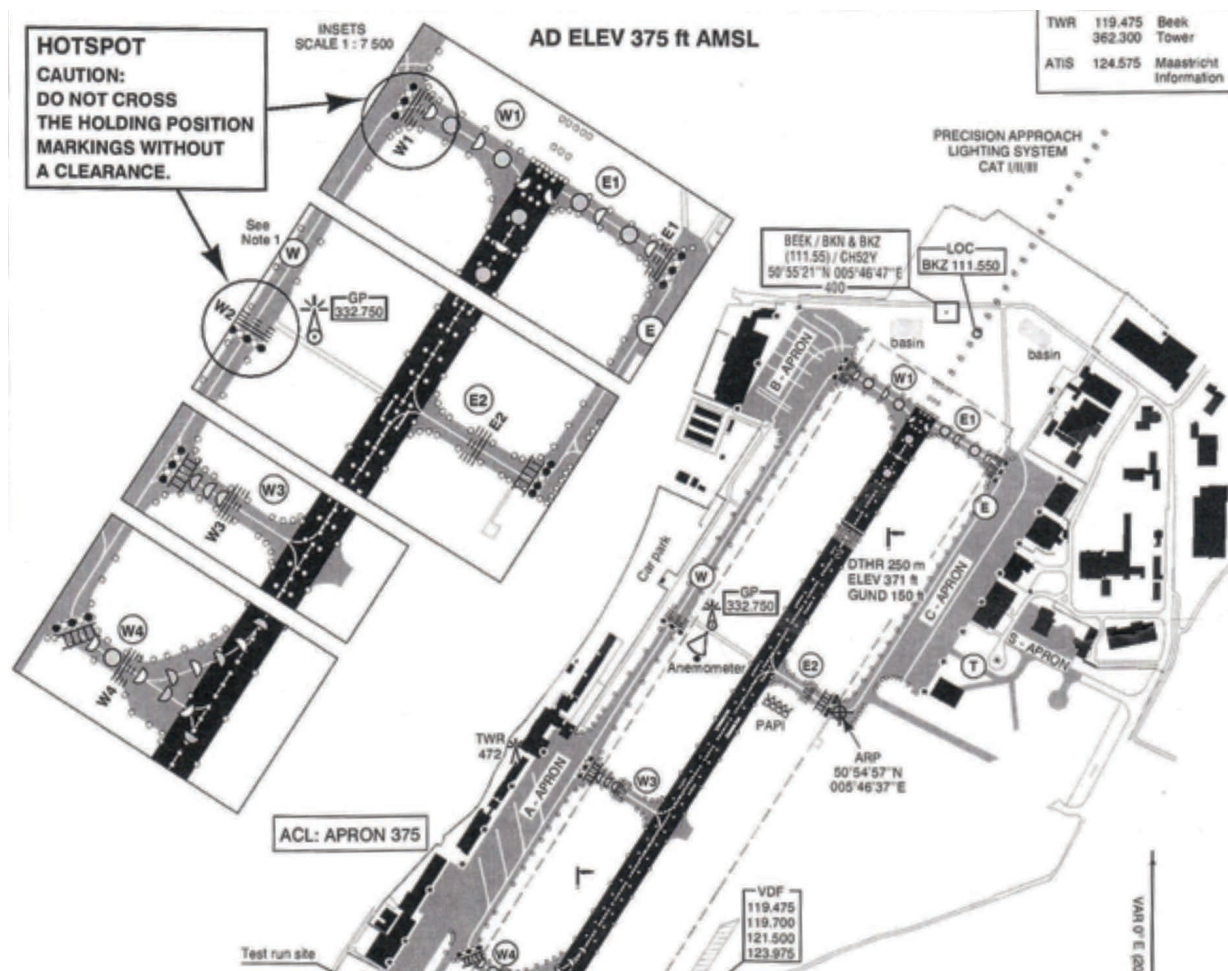 HOTSPOT
CAUTION:
DO NOT CROSS
THE HOLDING POSITION
MARKINGS WITHOUT
A CLEARANCE.
INSETS
SCALE 1 : 7 500
AD ELEV 375 ft AMSL
TWR 119.475 Beek
362.300 Tower
ATIS 124.575 Maastricht
Information
W1
W1
E1
E1
See
Note 1
W
W2
GP
332.750
E
E2
E2
W3
W3
W4
W4
PRECISION APPROACH
LIGHTING SYSTEM
CAT I/II/III
BEEK / BKN & BKZ
(111.55) / CH52Y
50°55'21''N 005°46'47''E
400
LOC
BKZ 111.550
basin
basin
B - APRON
W1
E1
E
Car park
W
GP
332.750
DTHR 250 m
ELEV 371 ft
GUND 150 ft
C - APRON
S - APRON
T
Anemometer
E2
PAPI
ARP
50°54'57''N
005°46'37''E
TWR
472
A - APRON
W3
ACL: APRON 375
VDF
119.475
119.700
121.500
123.975
Test run site
W4
VAR 0° E (20